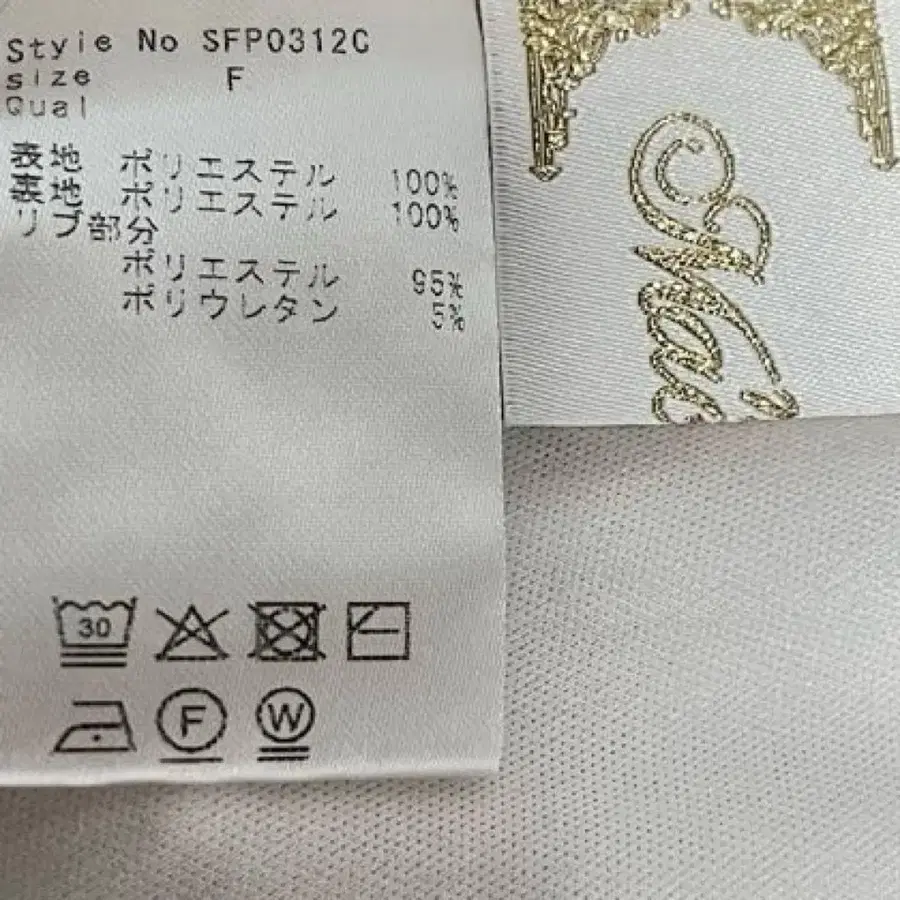 Style No SFP0312C
size F
Qual
表地 ポリエステル 100%
表地 ポリエステル 100%
リブ部分
ポリエステル 95%
ポリウレタン 5%
30
F W